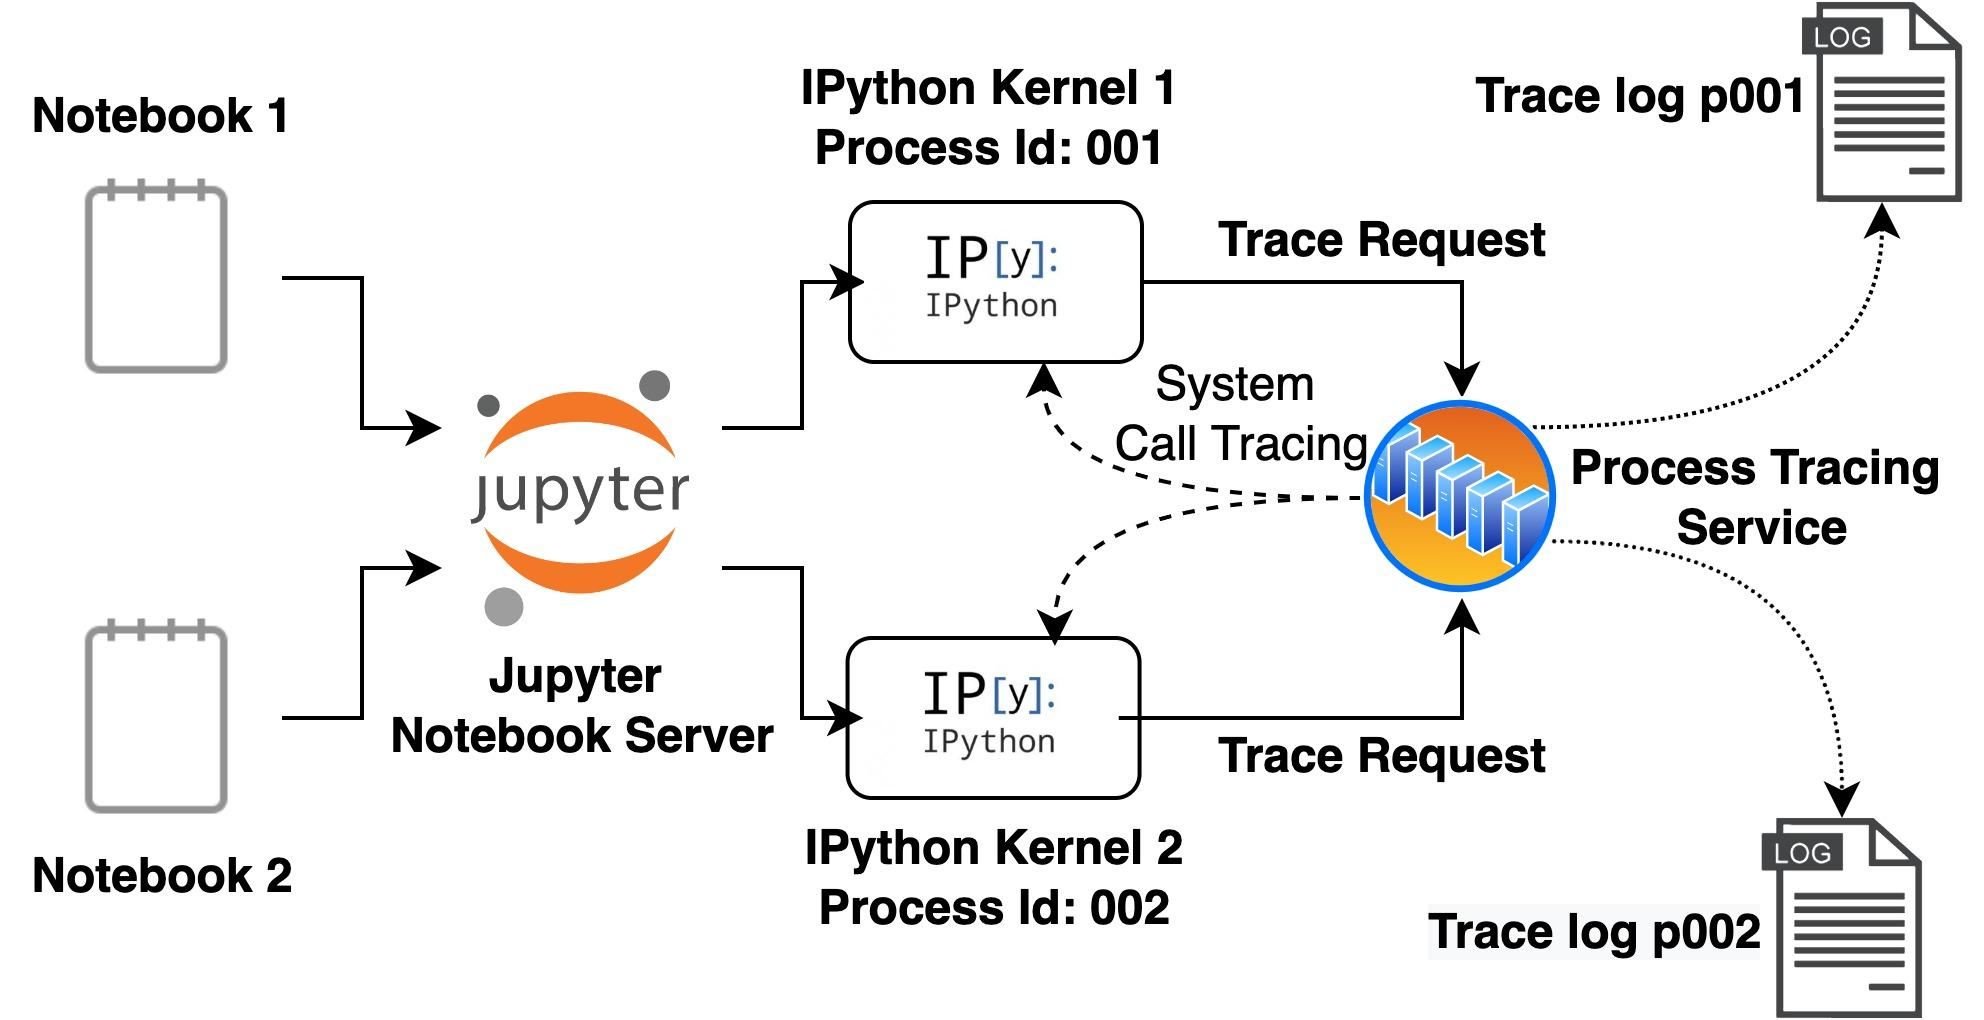 Notebook 1
IPython Kernel 1
Process Id: 001
LOG
Trace log p001
IP[y]:
IPython
Trace Request
System
Call Tracing
jupyter
Process Tracing
Service
Jupyter
Notebook Server
IP[y]:
IPython
Trace Request
Notebook 2
IPython Kernel 2
Process Id: 002
LOG
Trace log p002